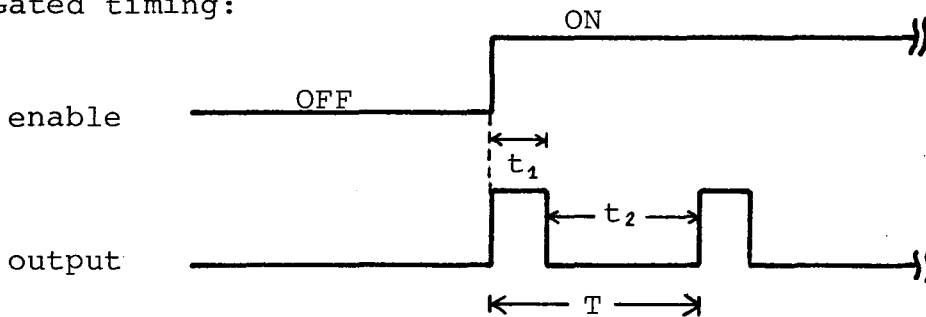 Gated timing:
ON
OFF
enable
t₁
t₂
output
T